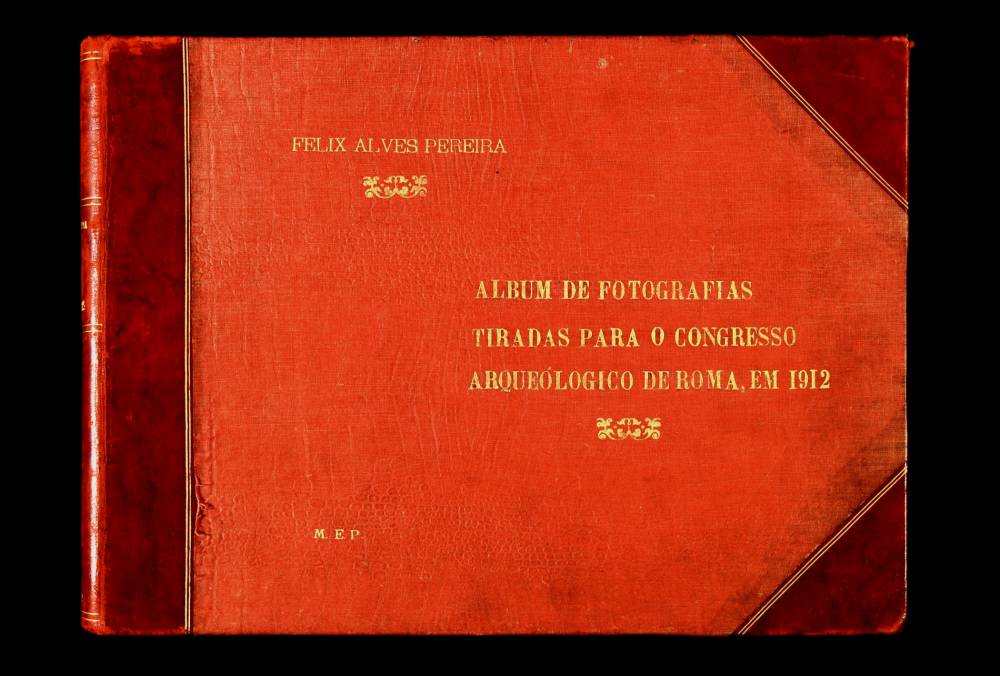 FELIX ALVES PEREIRA
ALBUM DE FOTOGRAFIAS
TIRADAS PARA O CONGRESSO
ARQUEÓLOGICO DE ROMA, EM 1912
M. E. P.